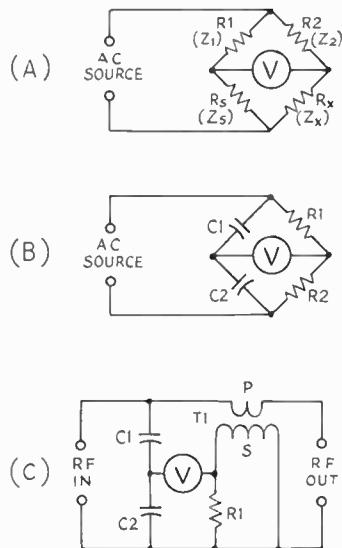 (A)
AC
SOURCE
R1
(Z1)
R2
(Z2)
V
RS
(ZS)
RX
(ZX)
(B)
AC
SOURCE
C1
R1
V
C2
R2
(C)
RF
IN
C1
C2
V
T1
P
S
R1
RF
OUT